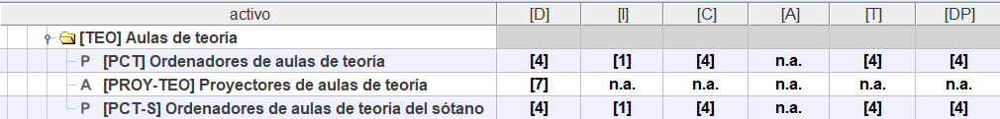 activo [D] [I] [C] [A] [T] [DP]
[TEO] Aulas de teoría
P [PCT] Ordenadores de aulas de teoría [4] [1] [4] n.a. [4] [4]
A [PROY-TEO] Proyectores de aulas de teoría [7] n.a. n.a. n.a. n.a. n.a.
P [PCT-S] Ordenadores de aulas de teoría del sótano [4] [1] [4] n.a. [4] [4]